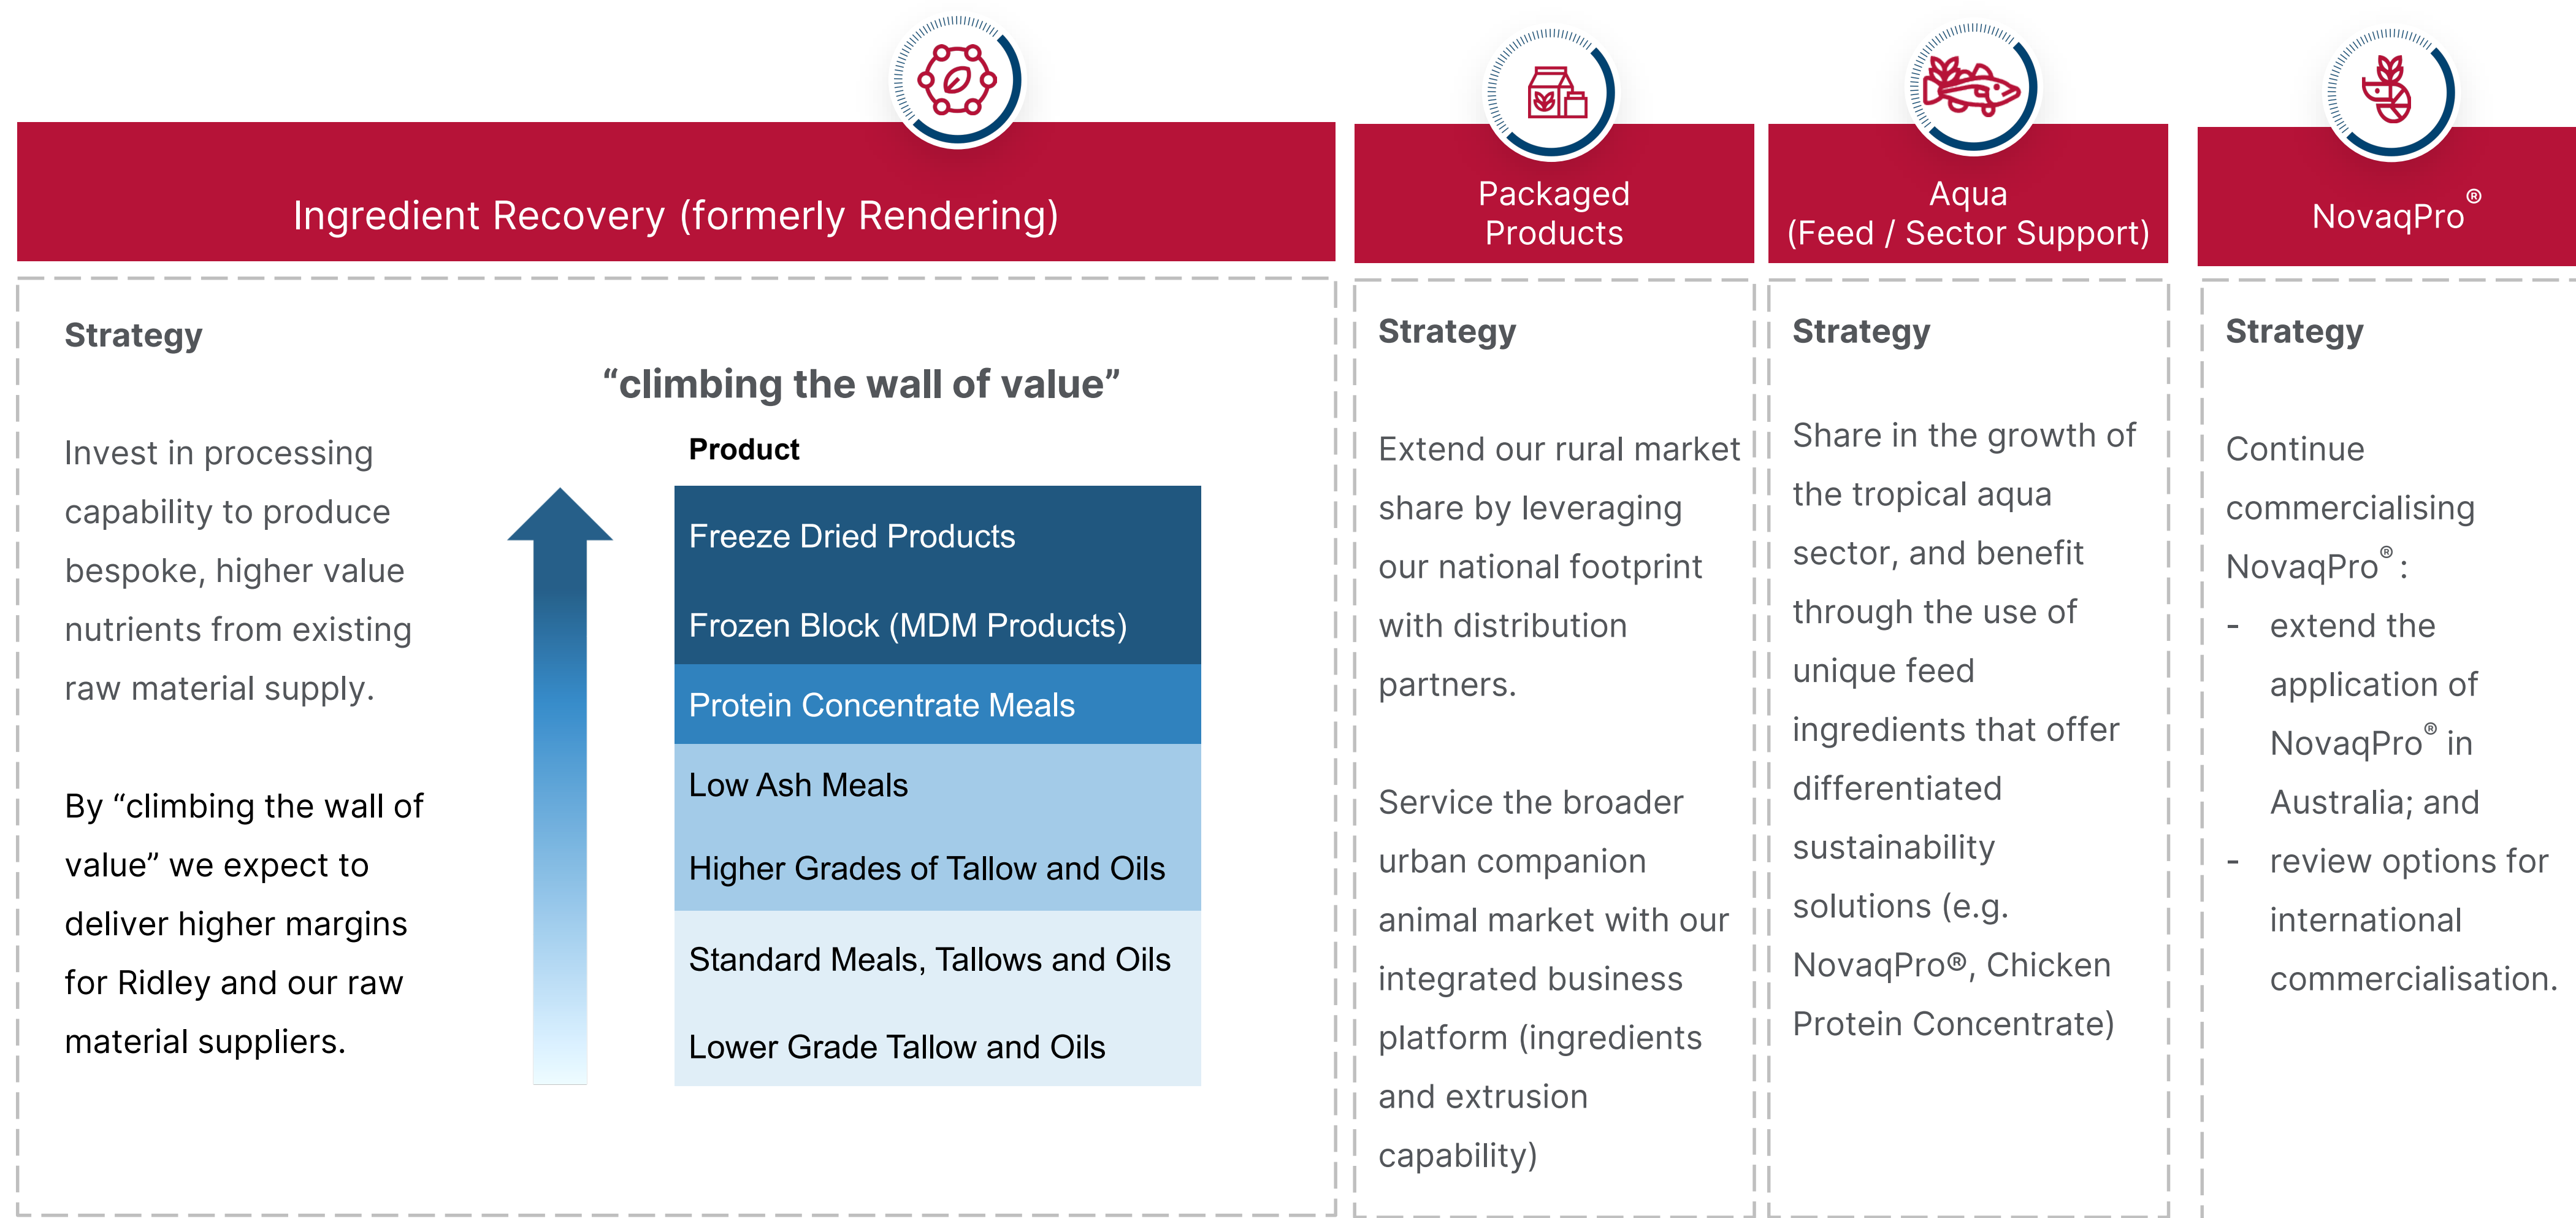 Ingredient Recovery (formerly Rendering)
Strategy
Invest in processing
capability to produce
bespoke, higher value
nutrients from existing
raw material supply.
By “climbing the wall of
value” we expect to
deliver higher margins
for Ridley and our raw
material suppliers.
“climbing the wall of value”
Product
Freeze Dried Products
Frozen Block (MDM Products)
Protein Concentrate Meals
Low Ash Meals
Higher Grades of Tallow and Oils
Standard Meals, Tallows and Oils
Lower Grade Tallow and Oils
Packaged
Products
Strategy
Extend our rural market
share by leveraging
our national footprint
with distribution
partners.
Service the broader
urban companion
animal market with our
integrated business
platform (ingredients
and extrusion
capability)
Aqua
(Feed / Sector Support)
Strategy
Share in the growth of
the tropical aqua
sector, and benefit
through the use of
unique feed
ingredients that offer
differentiated
sustainability
solutions (e.g.
NovaqPro®, Chicken
Protein Concentrate)
NovaqPro®
Strategy
Continue
commercialising
NovaqPro®:
- extend the
application of
NovaqPro® in
Australia; and
- review options for
international
commercialisation.